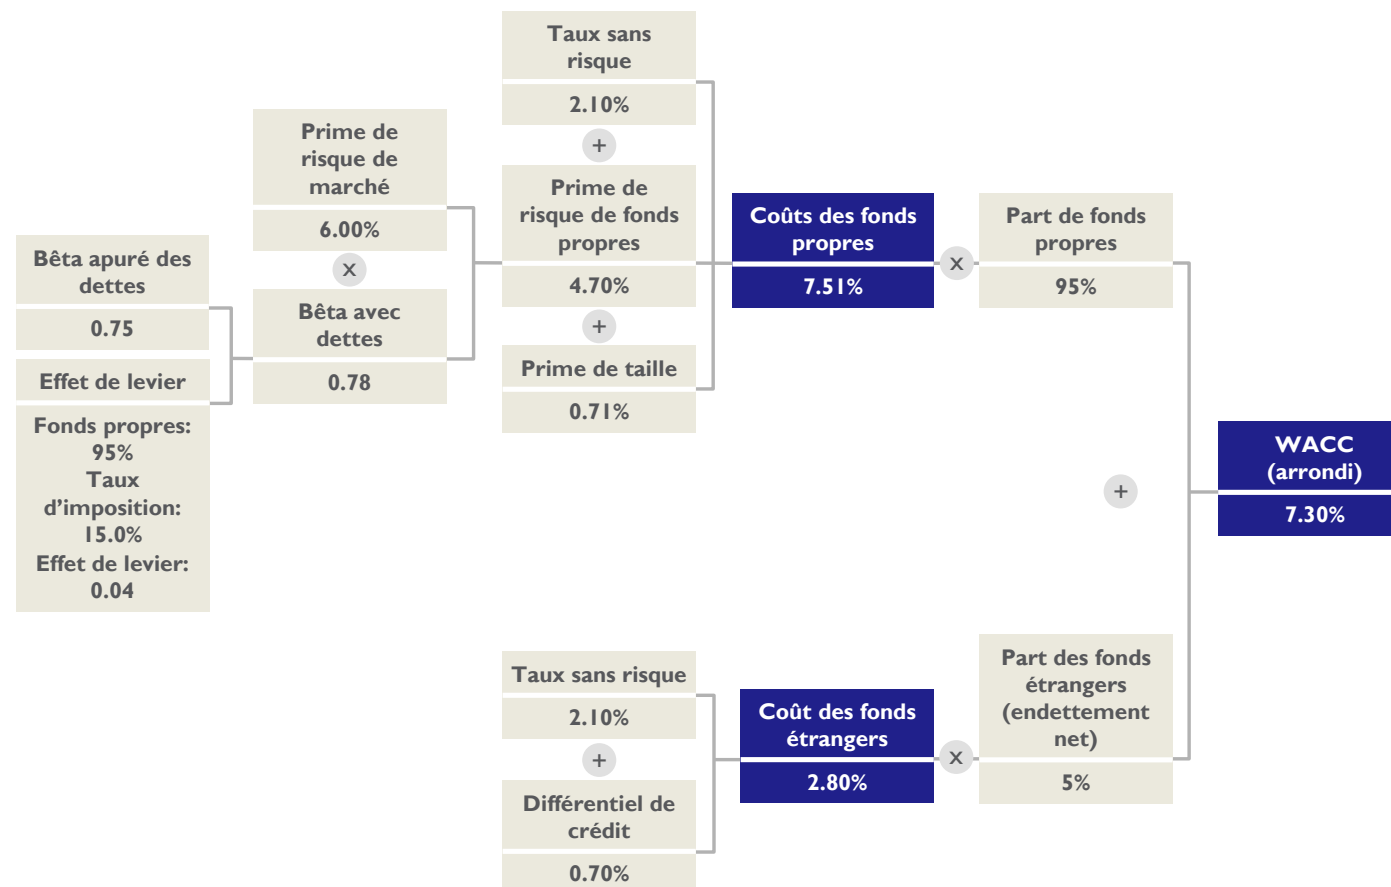 Taux sans
risque
2.10%
+
Prime de
risque de
marché
6.00%
x
Prime de
risque de fonds
propres
4.70%
+
Prime de taille
0.71%
Bêta apuré des
dettes
0.75
Effet de levier
Fonds propres:
95%
Taux
d’imposition:
15.0%
Effet de levier:
0.04
Bêta avec
dettes
0.78
Coûts des fonds
propres
7.51%
x
Part de fonds
propres
95%
+
WACC
(arrondi)
7.30%
Taux sans risque
2.10%
+
Différentiel de
crédit
0.70%
Coût des fonds
étrangers
2.80%
x
Part des fonds
étrangers
(endettement
net)
5%